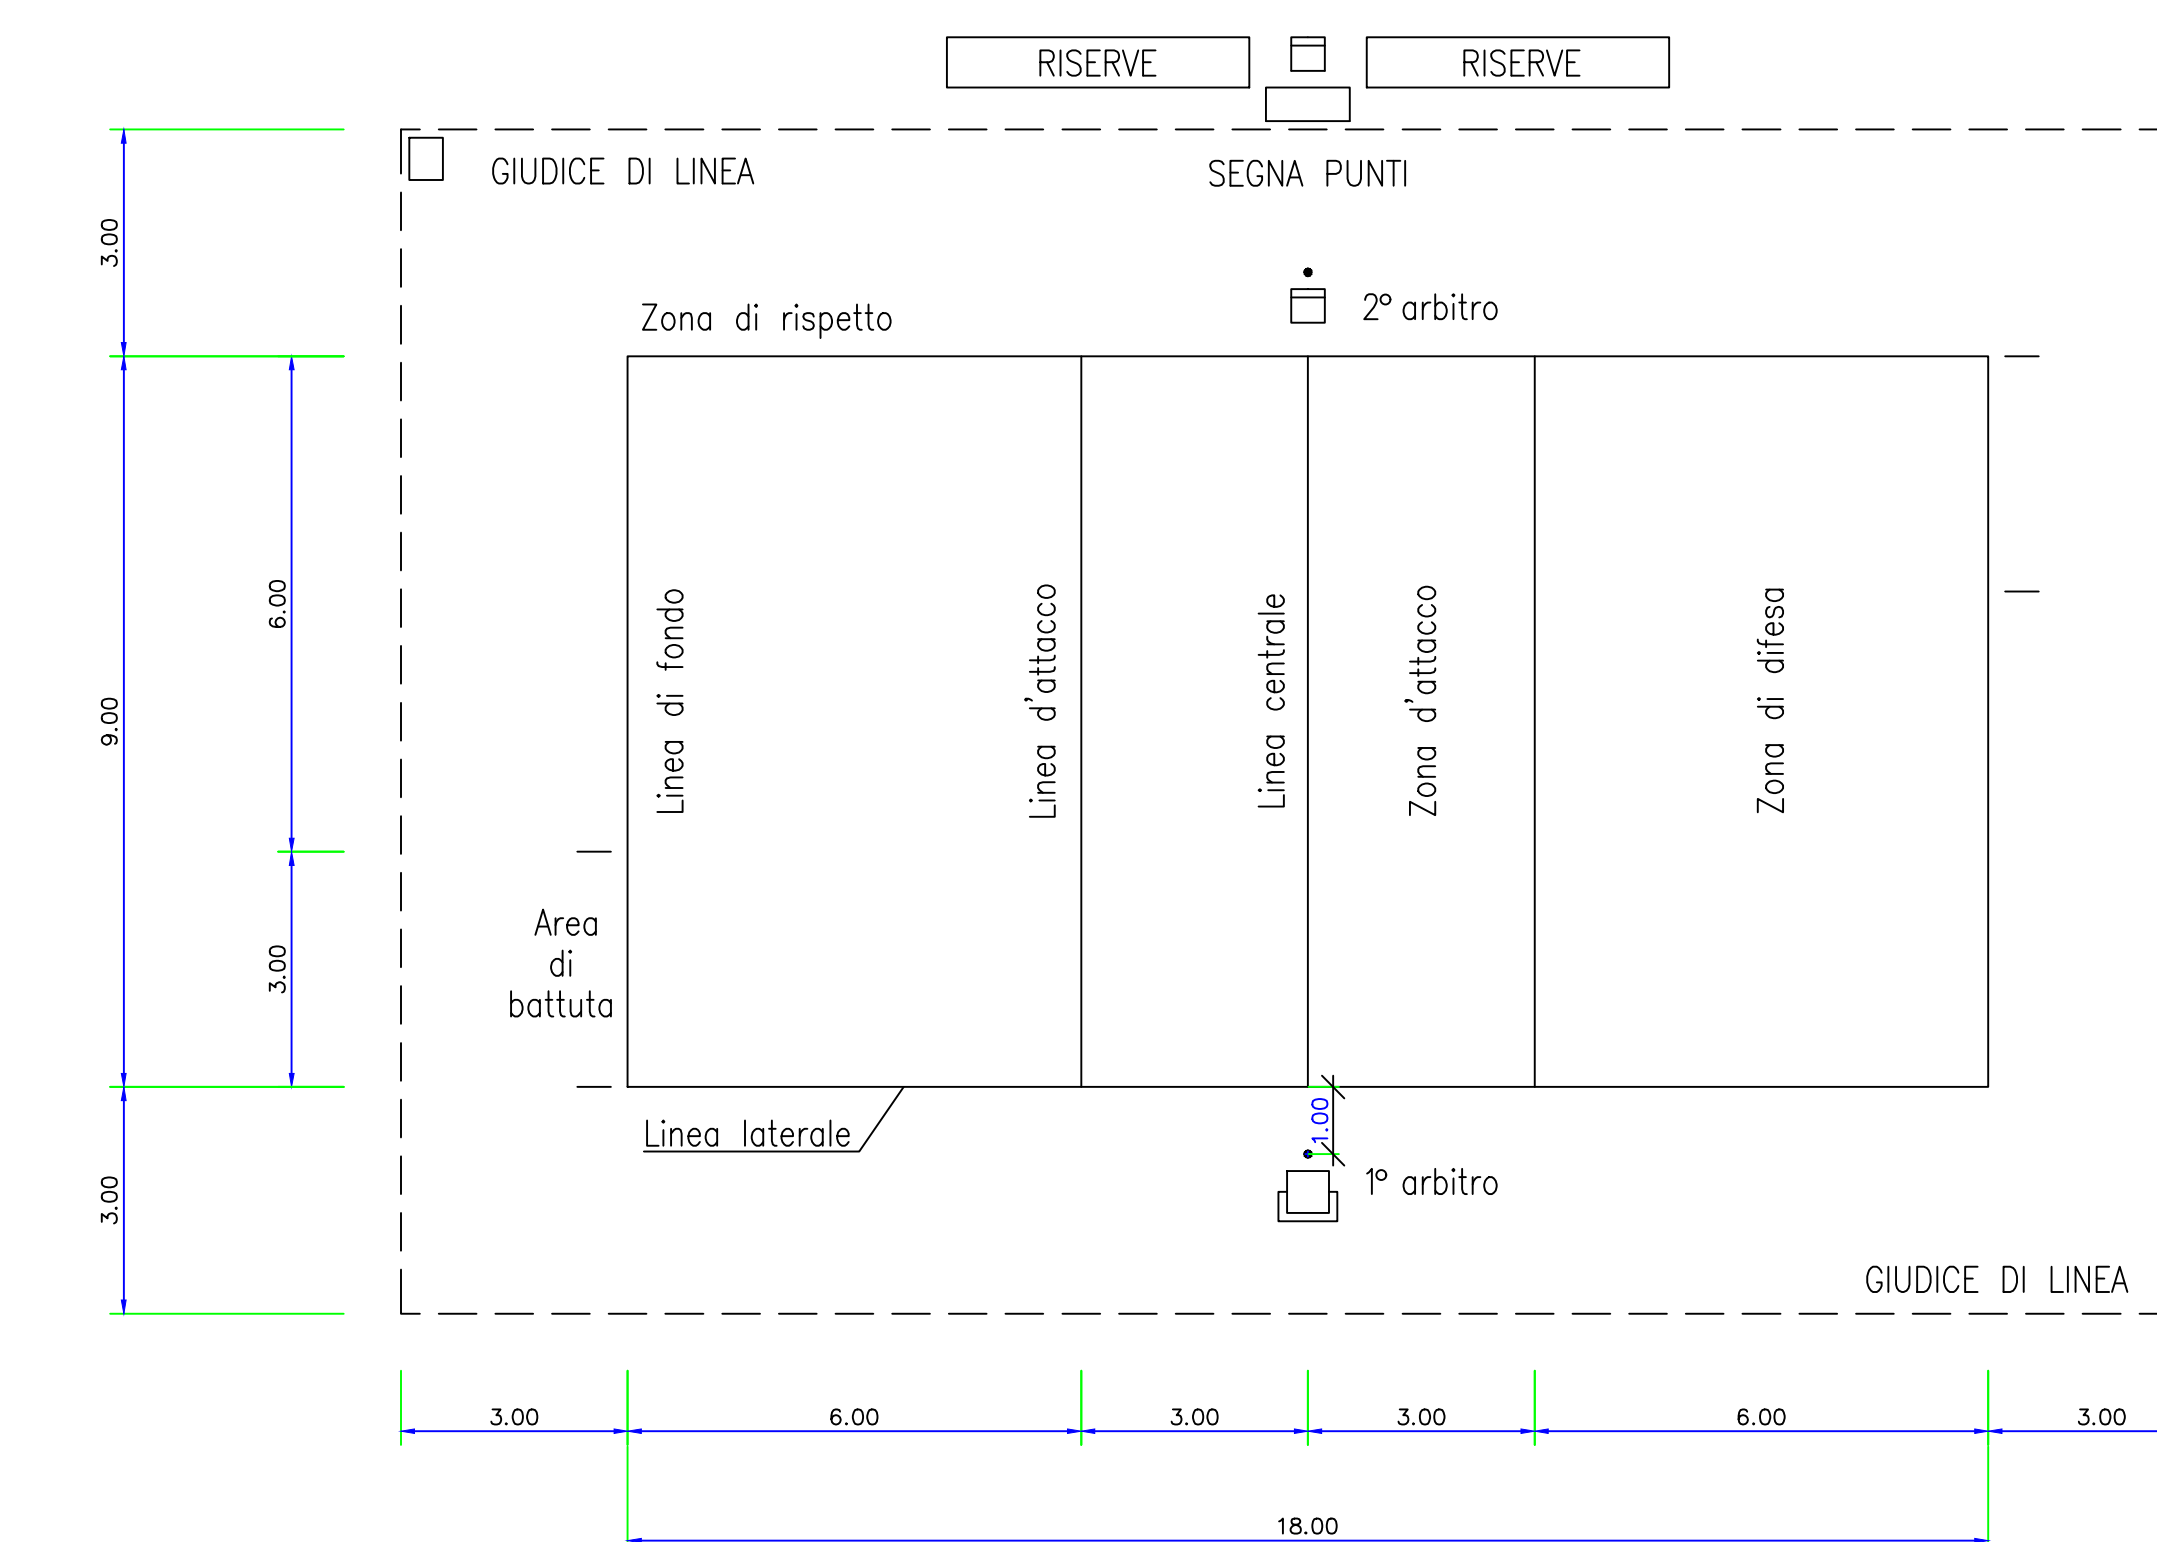 RISERVE
RISERVE
GIUDICE DI LINEA
SEGNA PUNTI
3.00
Zona di rispetto
2° arbitro
9.00
6.00
3.00
Linea di fondo
Linea d'attacco
Linea centrale
Zona d'attacco
Zona di difesa
Area
di
battuta
Linea laterale
1.00
1° arbitro
3.00
GIUDICE DI LINEA
3.00
6.00
3.00
3.00
6.00
3.00
18.00